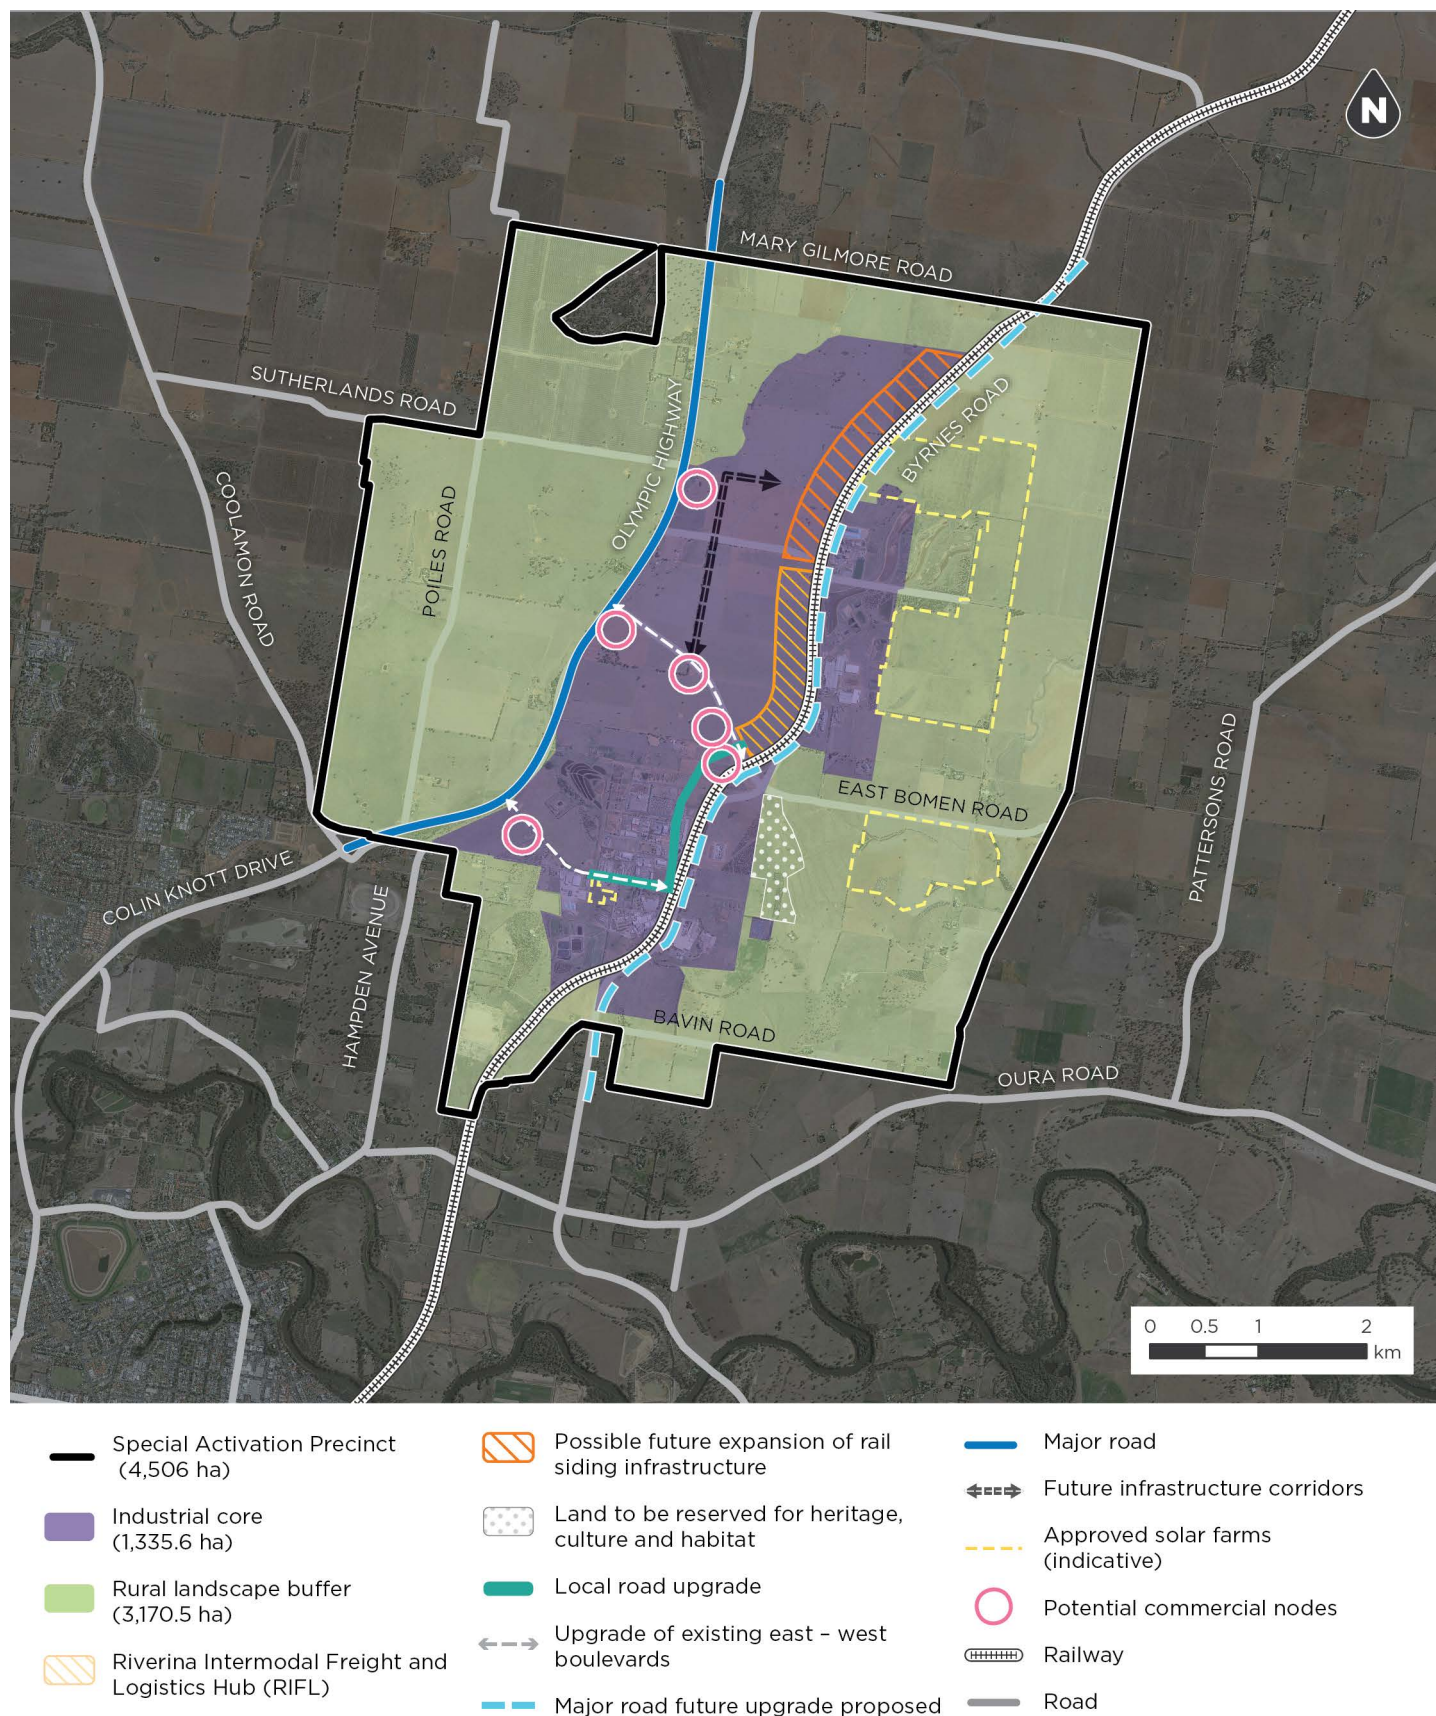 N
MARY GILMORE ROAD
SUTHERLANDS ROAD
OLYMPIC HIGHWAY
BYRNES ROAD
COOLAMON ROAD
POILES ROAD
EAST BOMEN ROAD
PATTERSONS ROAD
COLIN KNOTT DRIVE
HAMPDEN AVENUE
BAVIN ROAD
OURA ROAD
0 0.5 1 2
km
Special Activation Precinct
(4,506 ha)
Industrial core
(1,335.6 ha)
Rural landscape buffer
(3,170.5 ha)
Riverina Intermodal Freight and
Logistics Hub (RIFL)
Possible future expansion of rail
siding infrastructure
Land to be reserved for heritage,
culture and habitat
Local road upgrade
Upgrade of existing east – west
boulevards
Major road future upgrade proposed
Major road
Future infrastructure corridors
Approved solar farms
(indicative)
Potential commercial nodes
Railway
Road